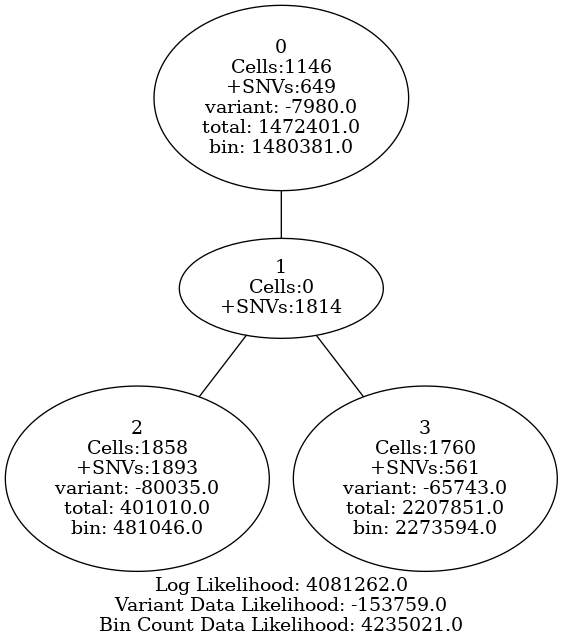 0
Cells:1146
+SNVs:649
variant: -7980.0
total: 1472401.0
bin: 1480381.0
1
Cells:0
+SNVs:1814
2
Cells:1858
+SNVs:1893
variant: -80035.0
total: 401010.0
bin: 481046.0
3
Cells:1760
+SNVs:561
variant: -65743.0
total: 2207851.0
bin: 2273594.0
Log Likelihood: 4081262.0
Variant Data Likelihood: -153759.0
Bin Count Data Likelihood: 4235021.0